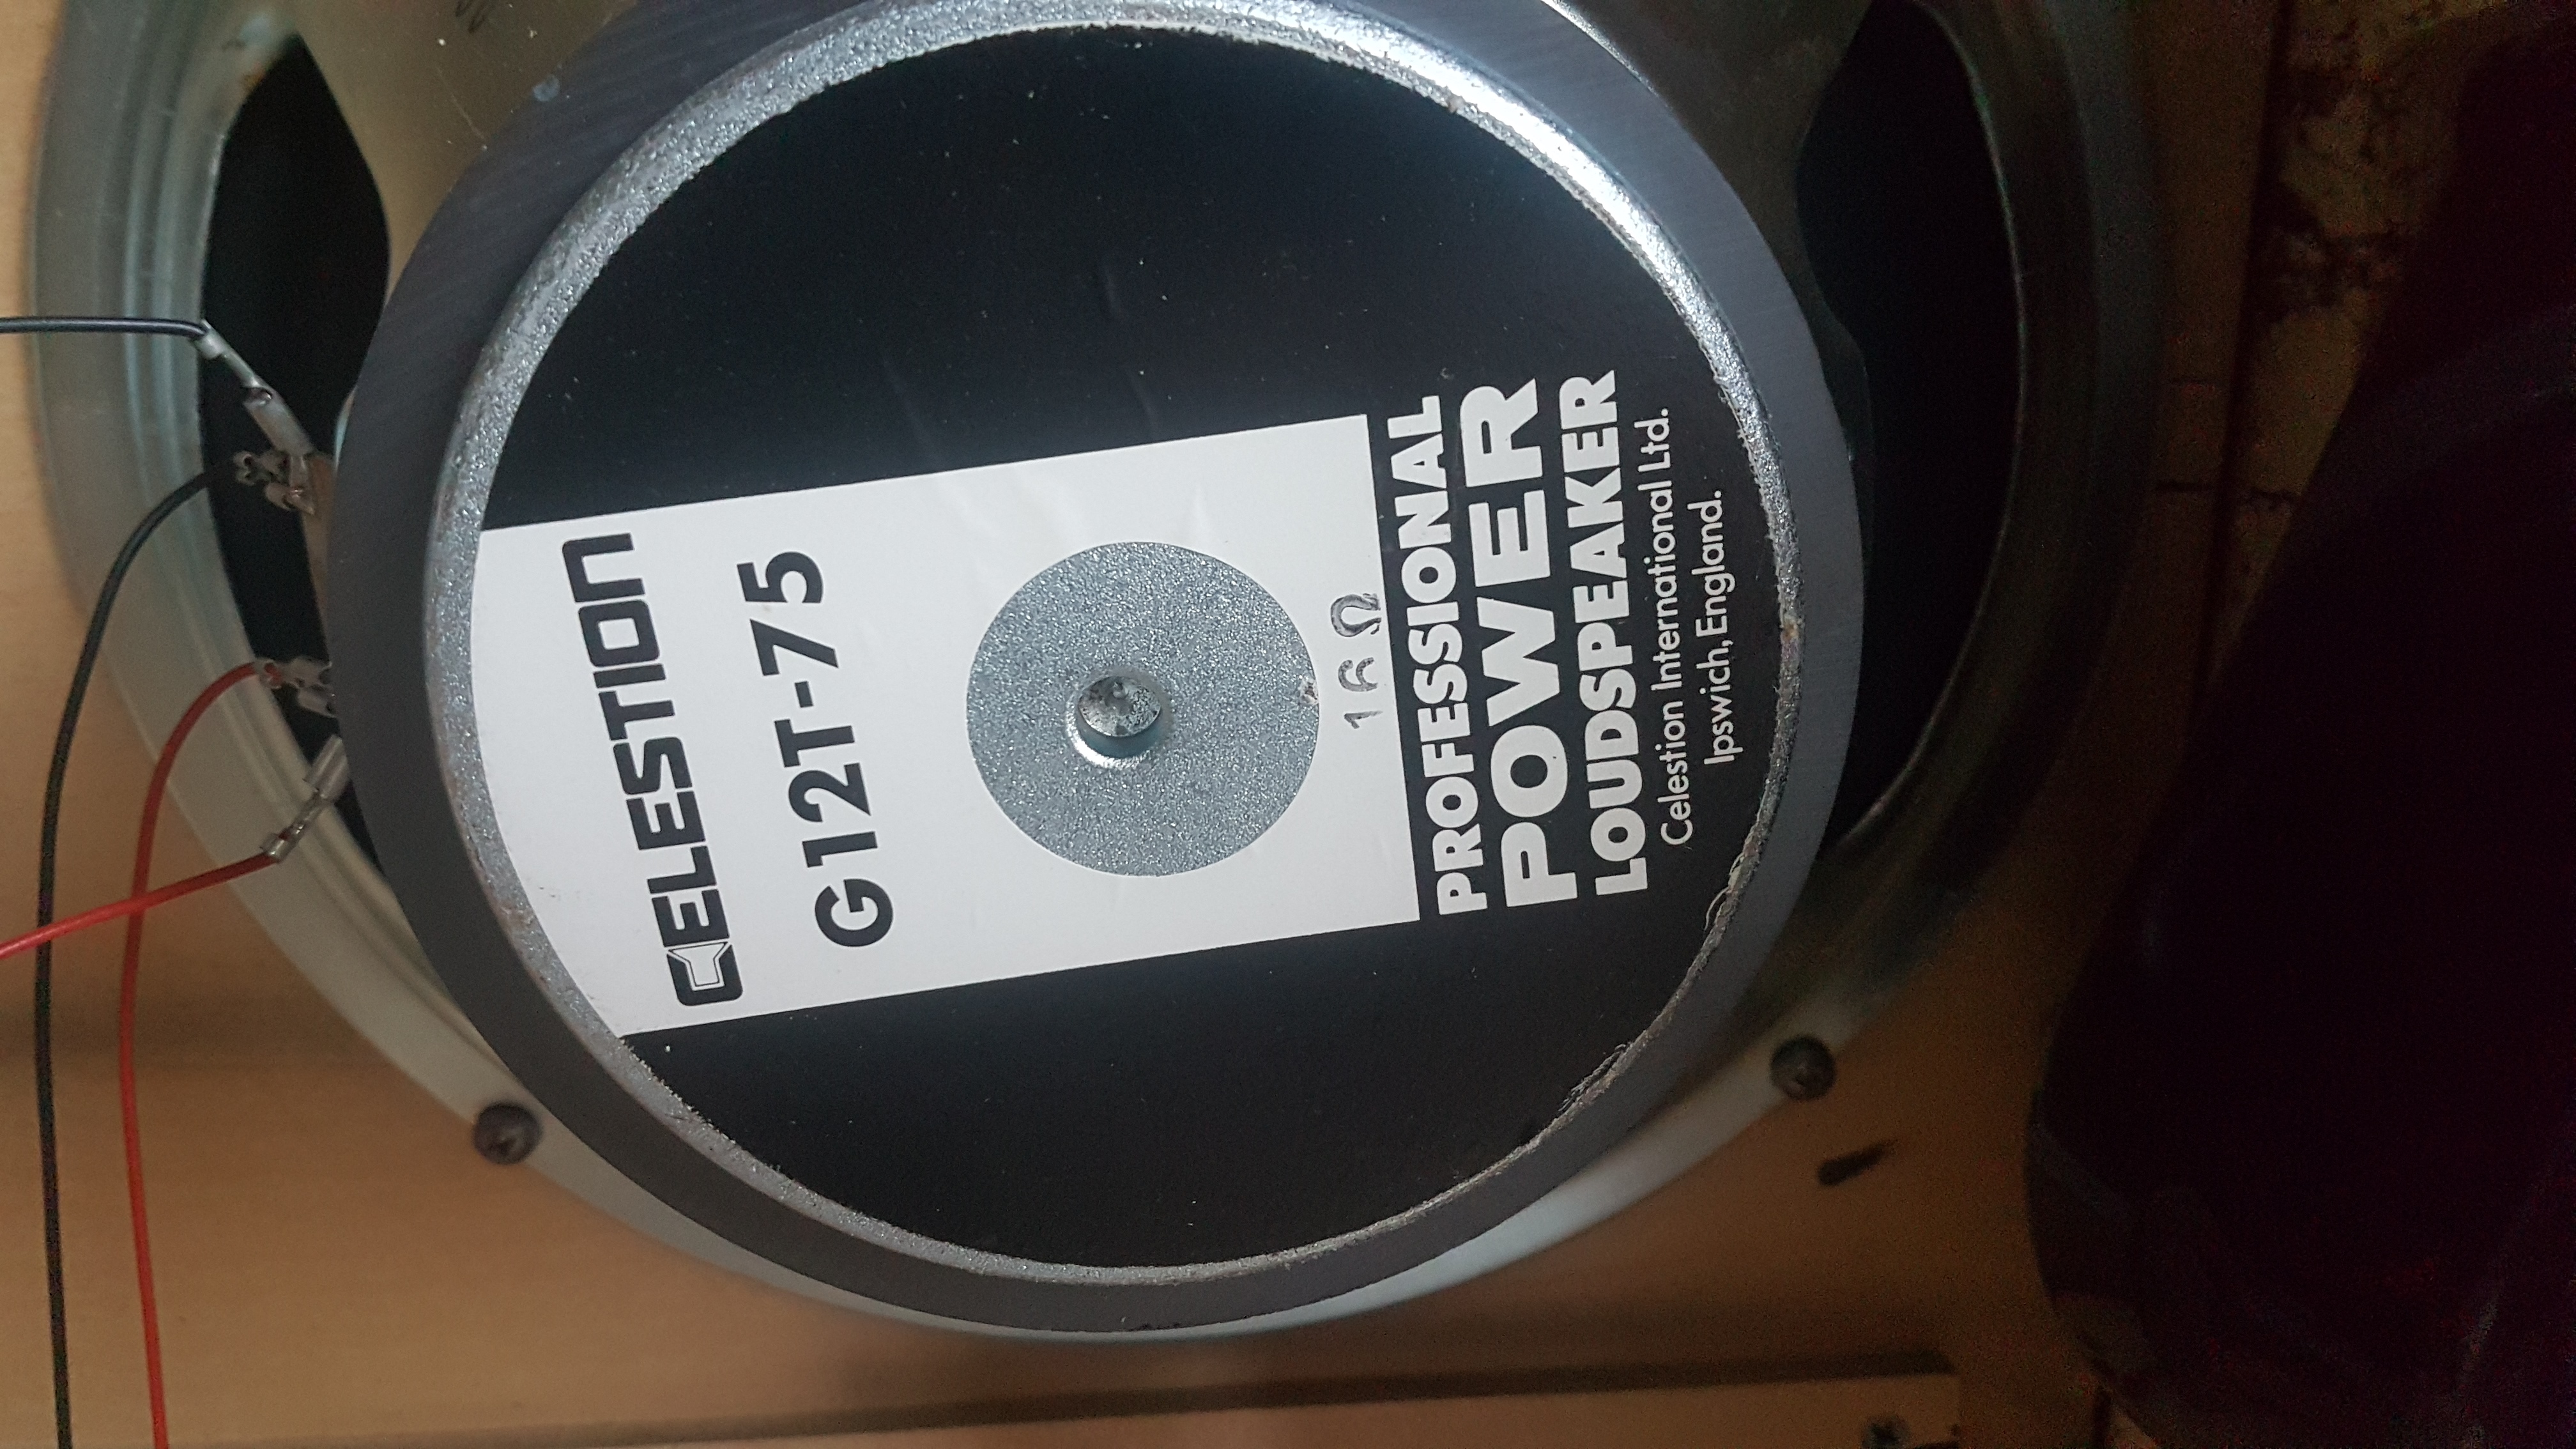 CELESTION
G12T-75
16Ω
PROFESSIONAL
POWER
LOUDSPEAKER
Celestion International Ltd.
Ipswich, England.